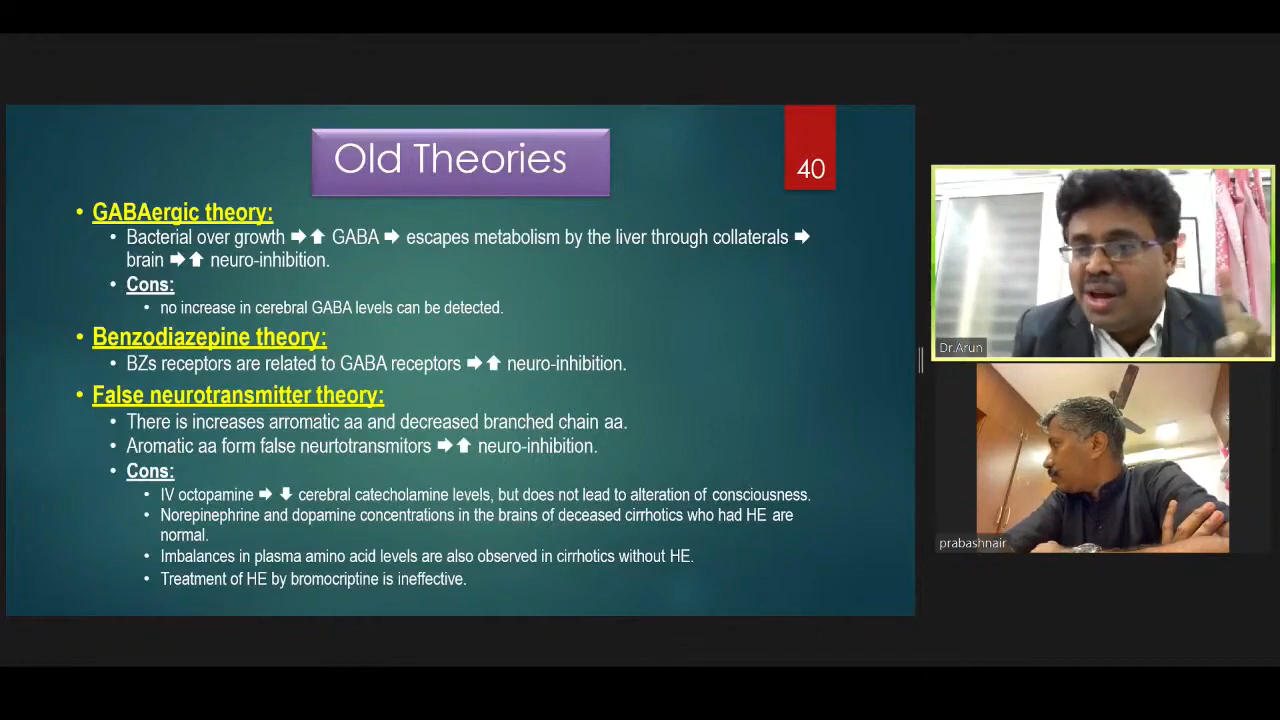 Old Theories
40
• GABAergic theory:
• Bacterial over growth ➡⬆ GABA ➡ escapes metabolism by the liver through collaterals ➡
brain ➡⬆ neuro-inhibition.
• Cons:
• no increase in cerebral GABA levels can be detected.
• Benzodiazepine theory:
• BZs receptors are related to GABA receptors ➡⬆ neuro-inhibition.
• False neurotransmitter theory:
• There is increases arromatic aa and decreased branched chain aa.
• Aromatic aa form false neurtotransmitors ➡⬆ neuro-inhibition.
• Cons:
• IV octopamine ➡⬇ cerebral catecholamine levels, but does not lead to alteration of consciousness.
• Norepinephrine and dopamine concentrations in the brains of deceased cirrhotics who had HE are
normal.
• Imbalances in plasma amino acid levels are also observed in cirrhotics without HE.
• Treatment of HE by bromocriptine is ineffective.
Dr.Arun
prabashnair